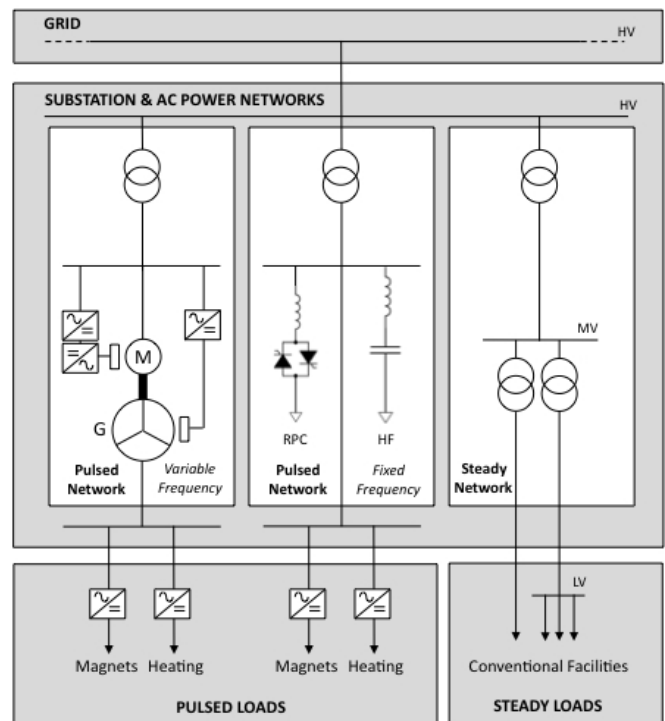 GRID
HV
SUBSTATION & AC POWER NETWORKS
HV
M
G
Pulsed
Network
Variable
Frequency
RPC
HF
Pulsed
Network
Fixed
Frequency
MV
Steady
Network
LV
Magnets Heating
Magnets Heating
Conventional Facilities
PULSED LOADS
STEADY LOADS